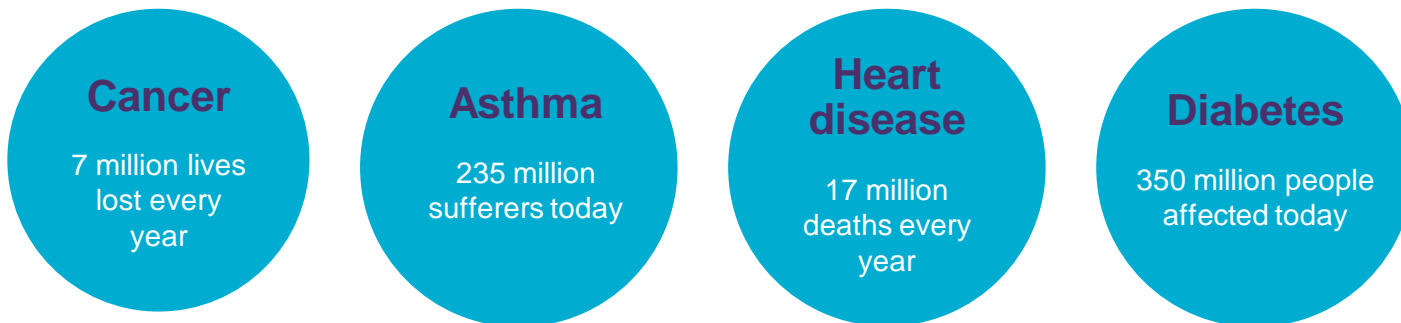 Cancer
7 million lives
lost every
year
Asthma
235 million
sufferers today
Heart
disease
17 million
deaths every
year
Diabetes
350 million people
affected today